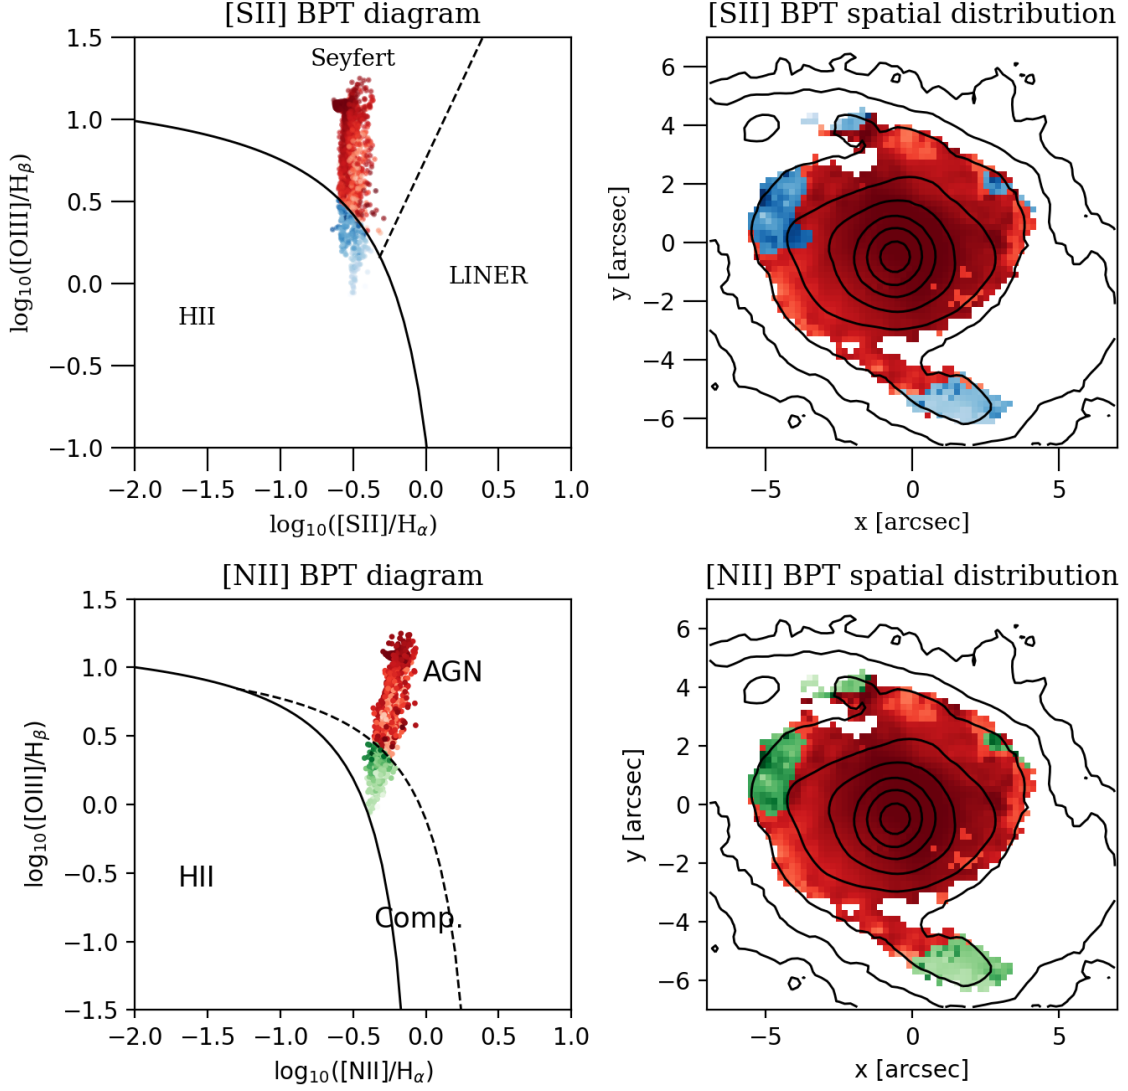 [SII] BPT diagram
[SII] BPT spatial distribution
1.5
1.0
0.5
0.0
−0.5
−1.0
log₁₀([OIII]/Hᵦ)
Seyfert
LINER
HII
−2.0 −1.5 −1.0 −0.5 0.0 0.5 1.0
log₁₀([SII]/Hα)
6
4
2
0
−2
−4
−6
y [arcsec]
−5 0 5
x [arcsec]
[NII] BPT diagram
[NII] BPT spatial distribution
1.5
1.0
0.5
0.0
−0.5
−1.0
−1.5
log₁₀([OIII]/Hᵦ)
AGN
HII
Comp.
−2.0 −1.5 −1.0 −0.5 0.0 0.5 1.0
log₁₀([NII]/Hα)
6
4
2
0
−2
−4
−6
y [arcsec]
−5 0 5
x [arcsec]